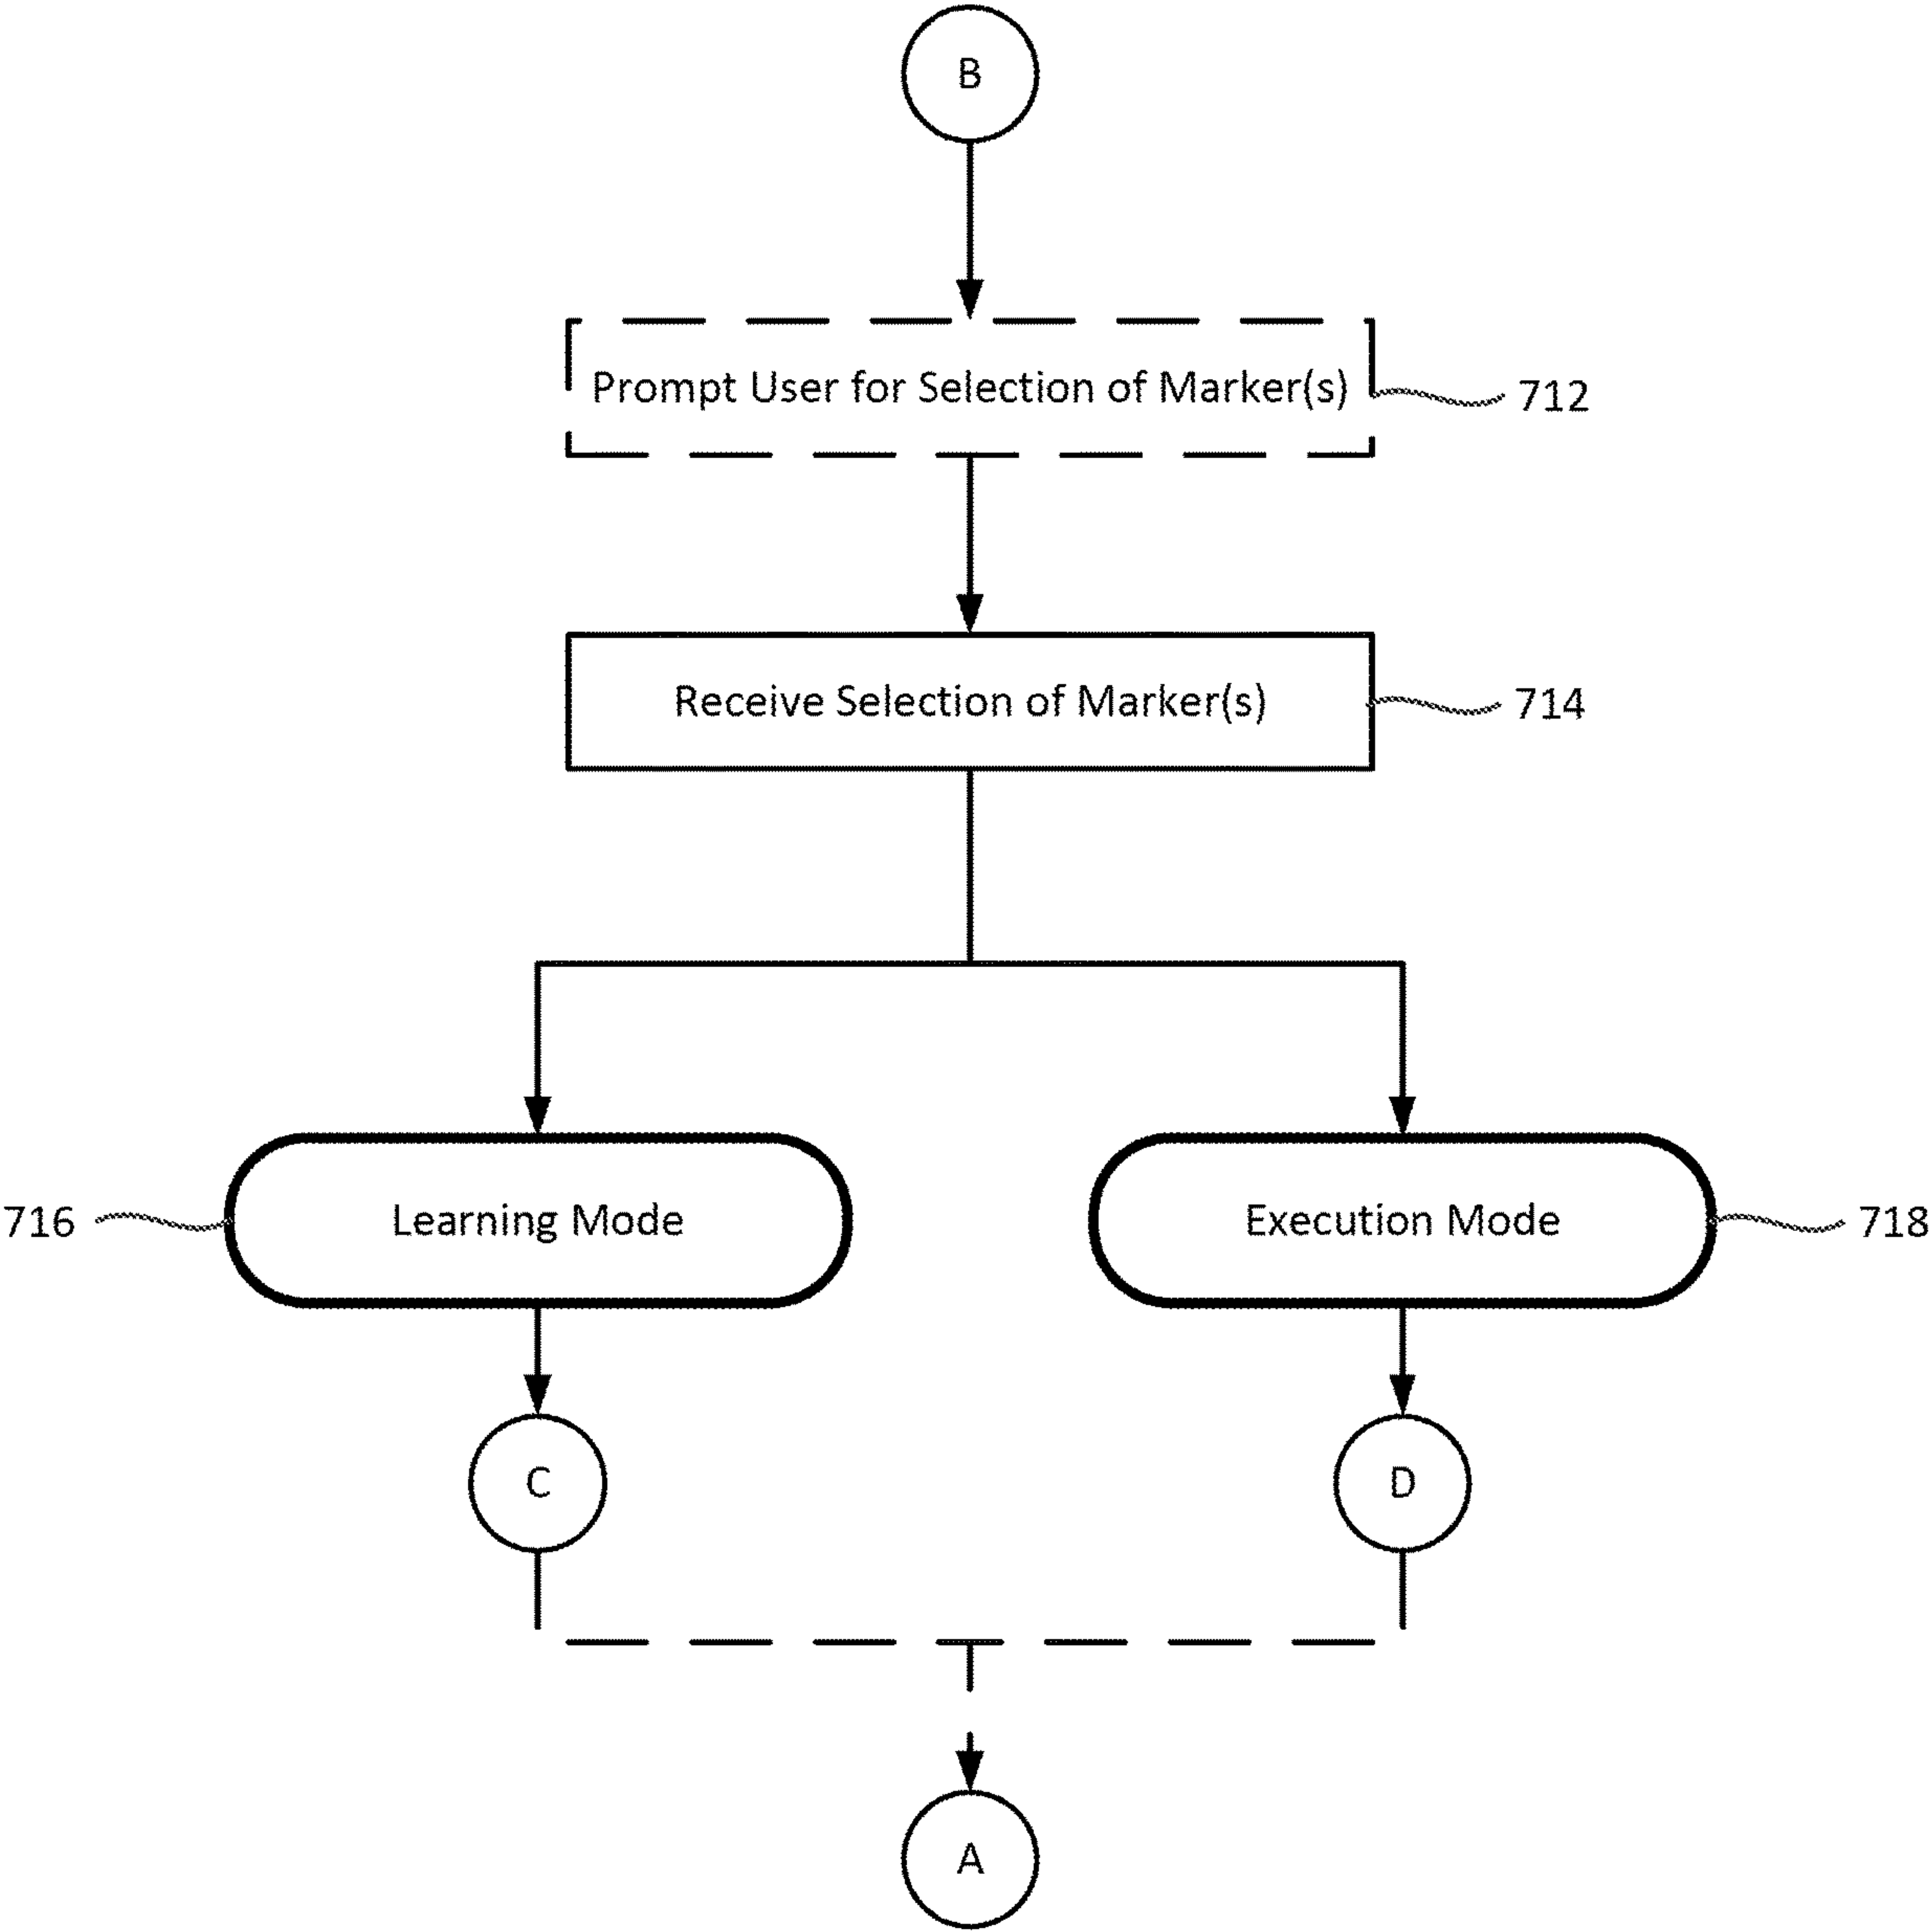 B
Prompt User for Selection of Marker(s)
712
Receive Selection of Marker(s)
714
716
Learning Mode
Execution Mode
718
C
D
A